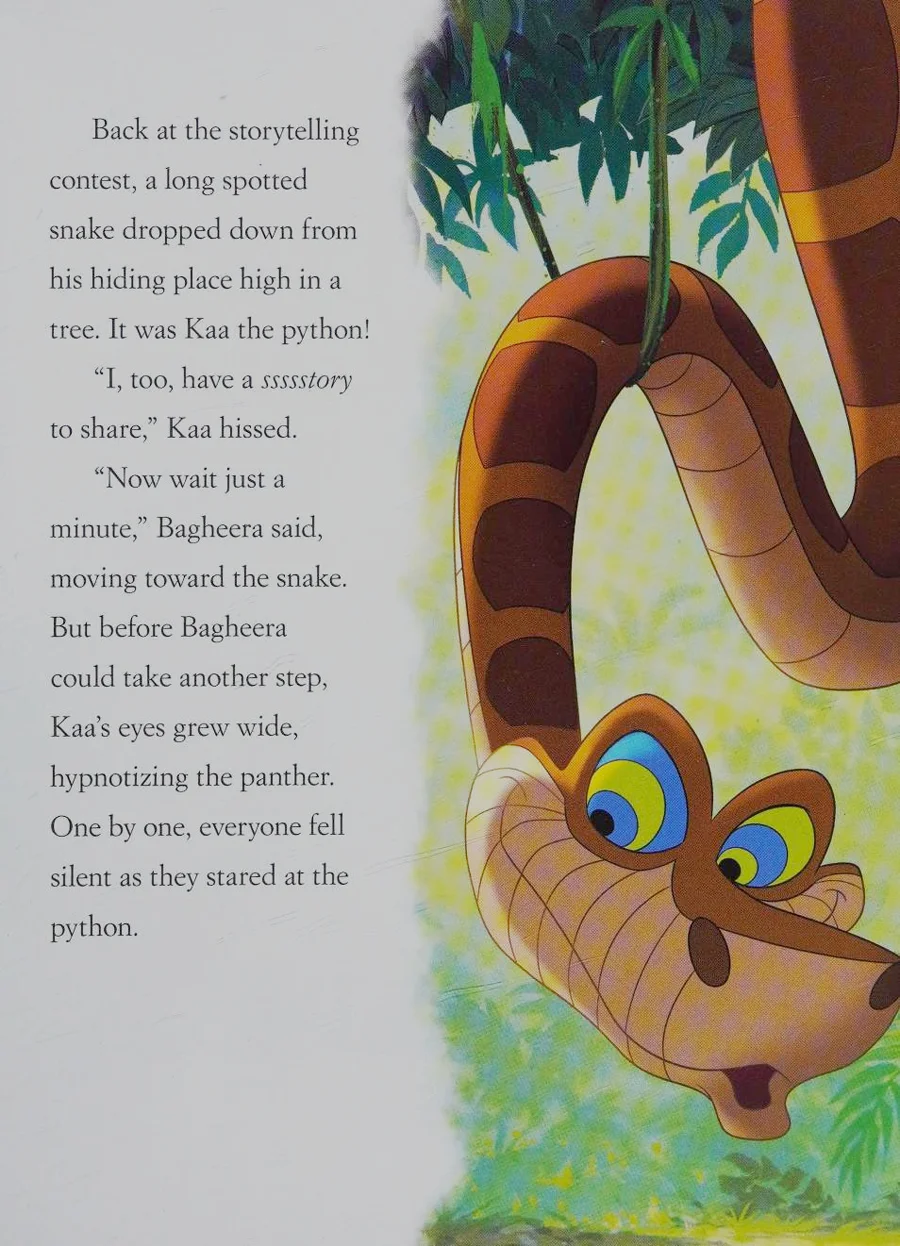 Back at the storytelling
contest, a long spotted
snake dropped down from
his hiding place high in a
tree. It was Kaa the python!
“I, too, have a sssssstory
to share,” Kaa hissed.
“Now wait just a
minute,” Bagheera said,
moving toward the snake.
But before Bagheera
could take another step,
Kaa’s eyes grew wide,
hypnotizing the panther.
One by one, everyone fell
silent as they stared at the
python.